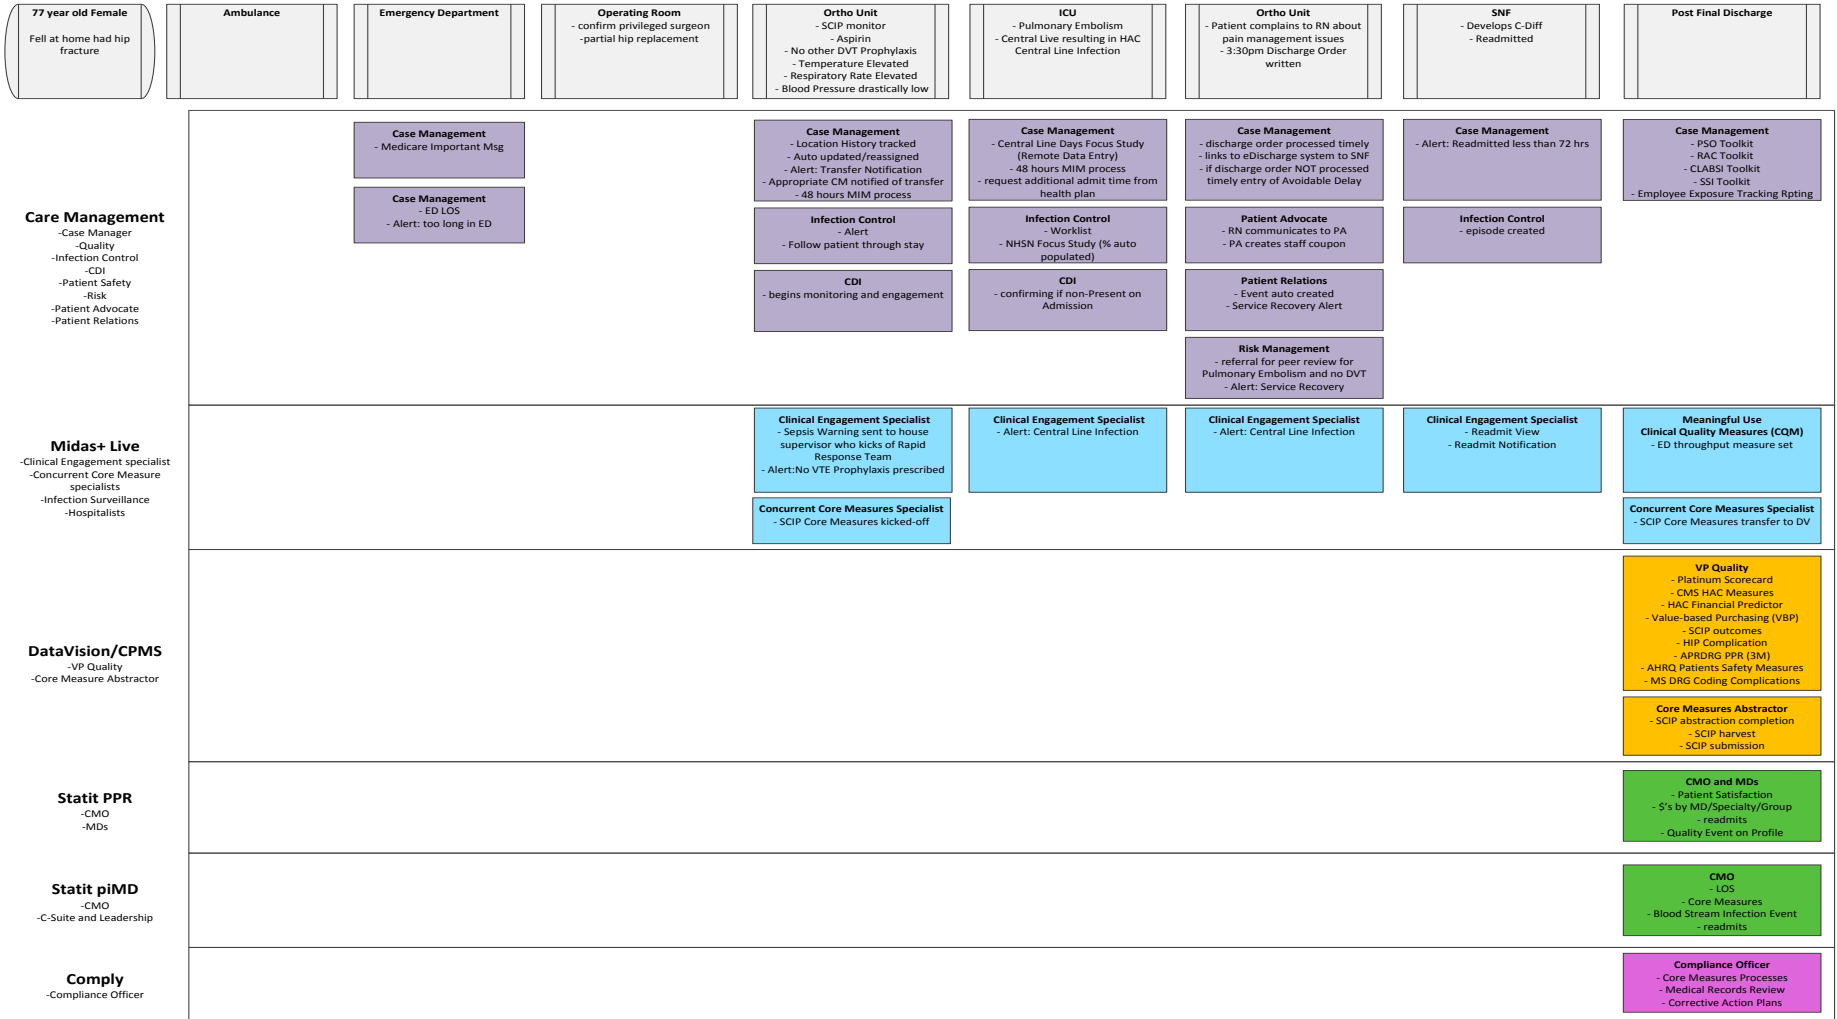 77 year old Female
Fell at home had hip
fracture
Ambulance
Emergency Department
Operating Room
- confirm privileged surgeon
-partial hip replacement
Ortho Unit
- SCIP monitor
- Aspirin
- No other DVT Prophylaxis
- Temperature Elevated
- Respiratory Rate Elevated
- Blood Pressure drastically low
ICU
- Pulmonary Embolism
- Central Live resulting in HAC
Central Line Infection
Ortho Unit
- Patient complains to RN about
pain management issues
- 3:30pm Discharge Order
written
SNF
- Develops C-Diff
- Readmitted
Post Final Discharge
Care Management
-Case Manager
-Quality
-Infection Control
-CDI
-Patient Safety
-Risk
-Patient Advocate
-Patient Relations
Case Management
- Medicare Important Msg
Case Management
- ED LOS
- Alert: too long in ED
Case Management
- Location History tracked
- Auto updated/reassigned
- Alert: Transfer Notification
- Appropriate CM notified of transfer
- 48 hours MIM process
Infection Control
- Alert
- Follow patient through stay
CDI
- begins monitoring and engagement
Case Management
- Central Line Days Focus Study
(Remote Data Entry)
- 48 hours MIM process
- request additional admit time from
health plan
Infection Control
- Worklist
- NHSN Focus Study (% auto
populated)
CDI
- confirming if non-Present on
Admission
Case Management
- discharge order processed timely
- links to eDischarge system to SNF
- if discharge order NOT processed
timely entry of Avoidable Delay
Patient Advocate
- RN communicates to PA
- PA creates staff coupon
Patient Relations
- Event auto created
- Service Recovery Alert
Risk Management
- referral for peer review for
Pulmonary Embolism and no DVT
- Alert: Service Recovery
Case Management
- Alert: Readmitted less than 72 hrs
Infection Control
- episode created
Case Management
- PSO Toolkit
- RAC Toolkit
- CLABSI Toolkit
- SSI Toolkit
- Employee Exposure Tracking Rpting
Midas+ Live
-Clinical Engagement specialist
-Concurrent Core Measure
specialists
-Infection Surveillance
-Hospitalists
Clinical Engagement Specialist
- Sepsis Warning sent to house
supervisor who kicks of Rapid
Response Team
- Alert:No VTE Prophylaxis prescribed
Concurrent Core Measures Specialist
- SCIP Core Measures kicked-off
Clinical Engagement Specialist
- Alert: Central Line Infection
Clinical Engagement Specialist
- Alert: Central Line Infection
Clinical Engagement Specialist
- Readmit View
- Readmit Notification
Meaningful Use
Clinical Quality Measures (CQM)
- ED throughput measure set
Concurrent Core Measures Specialist
- SCIP Core Measures transfer to DV
DataVision/CPMS
-VP Quality
-Core Measure Abstractor
VP Quality
- Platinum Scorecard
- CMS HAC Measures
- HAC Financial Predictor
- Value-based Purchasing (VBP)
- SCIP outcomes
- HIP Complication
- APRDRG PPR (3M)
- AHRQ Patients Safety Measures
- MS DRG Coding Complications
Core Measures Abstractor
- SCIP abstraction completion
- SCIP harvest
- SCIP submission
Statit PPR
-CMO
-MDs
CMO and MDs
- Patient Satisfaction
- $'s by MD/Specialty/Group
- readmits
- Quality Event on Profile
Statit piMD
-CMO
-C-Suite and Leadership
CMO
- LOS
- Core Measures
- Blood Stream Infection Event
- readmits
Comply
-Compliance Officer
Compliance Officer
- Core Measures Processes
- Medical Records Review
- Corrective Action Plans